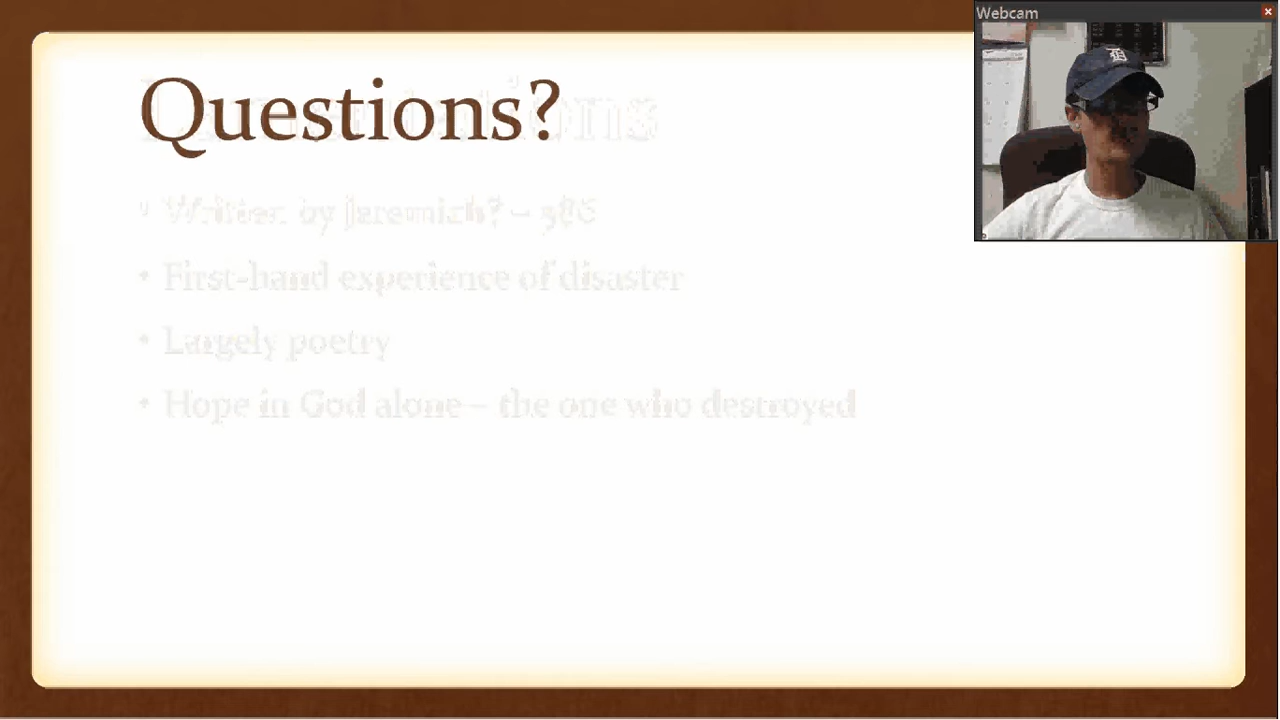 Webcam
Questions?
Lamentations
• Written by Jeremiah? – 586
• First-hand experience of disaster
• Largely poetry
• Hope in God alone – the one who destroyed